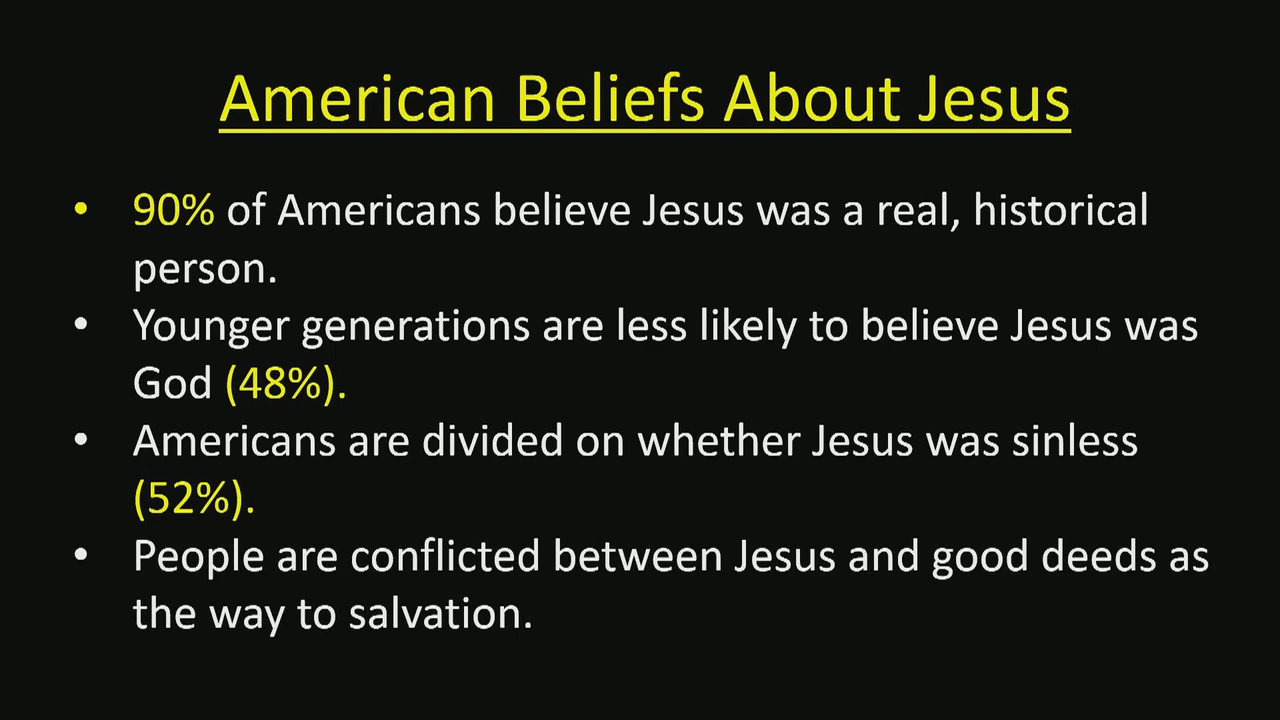 American Beliefs About Jesus
• 90% of Americans believe Jesus was a real, historical
person.
• Younger generations are less likely to believe Jesus was
God (48%).
• Americans are divided on whether Jesus was sinless
(52%).
• People are conflicted between Jesus and good deeds as
the way to salvation.